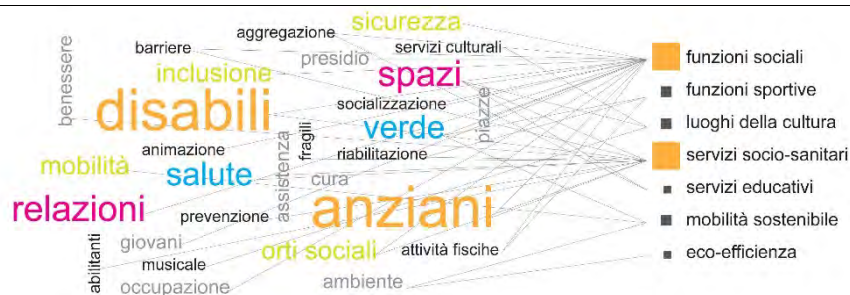 sicurezza
aggregazione
barriere
servizi culturali
presidio
benessere
inclusione
spazi
disabili
socializzazione
verde
piazze
fragili
animazione
riabilitazione
mobilità
salute
assistenza
cura
relazioni
prevenzione
anziani
abilitanti
giovani
orti sociali
attività fiscihe
musicale
occupazione
ambiente
funzioni sociali
funzioni sportive
luoghi della cultura
servizi socio-sanitari
servizi educativi
mobilità sostenibile
eco-efficienza